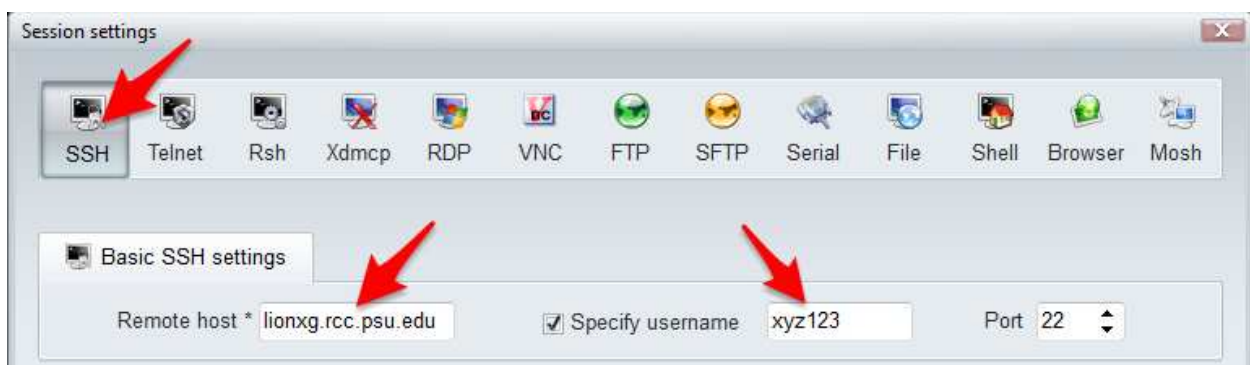 Session settings
SSH Telnet Rsh Xdmcp RDP VNC FTP SFTP Serial File Shell Browser Mosh
Basic SSH settings
Remote host * lionxg.rcc.psu.edu Specify username xyz123 Port 22